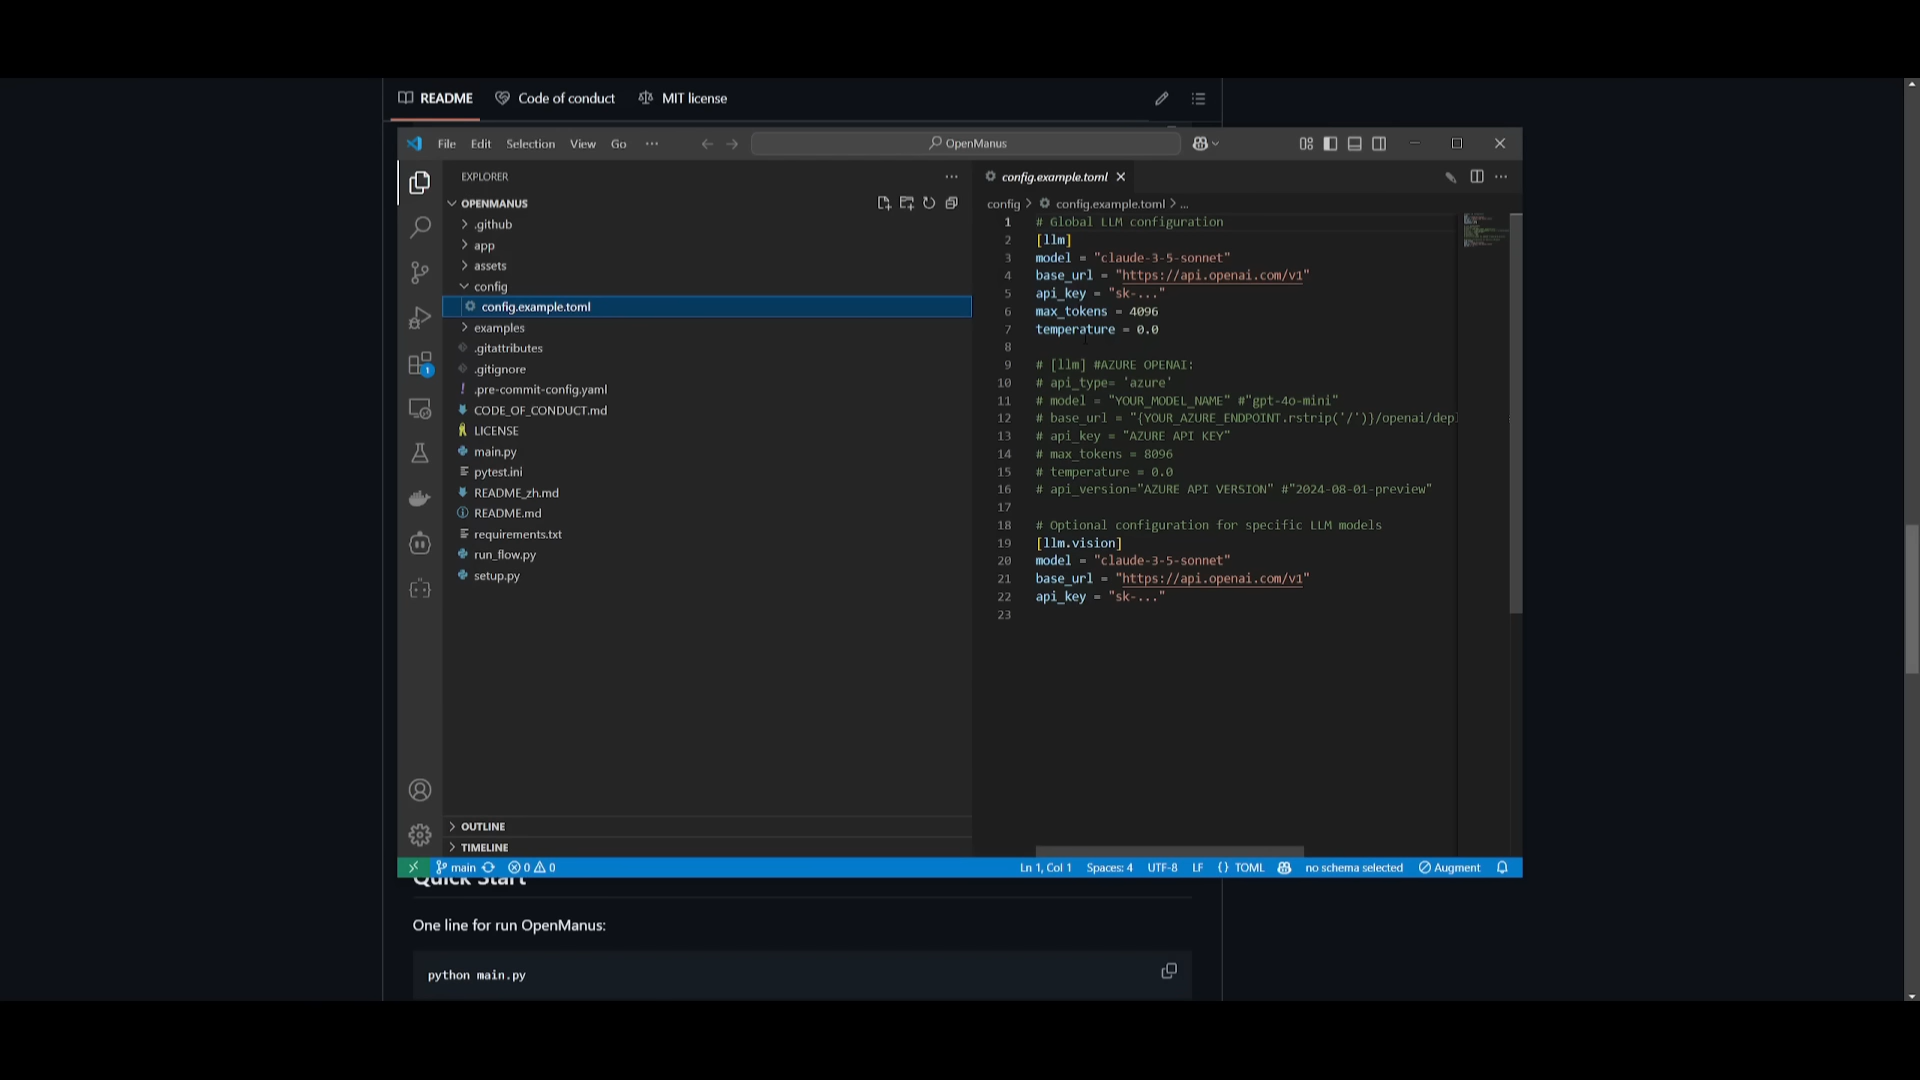 README Code of conduct MIT license
File Edit Selection View Go ··· OpenManus
EXPLORER
OPENMANUS
.github
app
assets
config
config.example.toml
examples
.gitattributes
.gitignore
! .pre-commit-config.yaml
CODE_OF_CONDUCT.md
LICENSE
main.py
pytest.ini
README_zh.md
README.md
requirements.txt
run_flow.py
setup.py
OUTLINE
TIMELINE
config.example.toml
config > config.example.toml > ...
1 # Global LLM configuration
2 [llm]
3 model = "claude-3-5-sonnet"
4 base_url = "https://api.openai.com/v1"
5 api_key = "sk-..."
6 max_tokens = 4096
7 temperature = 0.0
8
9 # [llm] #AZURE OPENAI:
10 # api_type= 'azure'
11 # model = "YOUR_MODEL_NAME" #"gpt-4o-mini"
12 # base_url = "{YOUR_AZURE_ENDPOINT.rstrip('/')}/openai/depl
13 # api_key = "AZURE API KEY"
14 # max_tokens = 8096
15 # temperature = 0.0
16 # api_version="AZURE API VERSION" #"2024-08-01-preview"
17
18 # Optional configuration for specific LLM models
19 [llm.vision]
20 model = "claude-3-5-sonnet"
21 base_url = "https://api.openai.com/v1"
22 api_key = "sk-..."
23
1
main 0 0 Ln 1, Col 1 Spaces: 4 UTF-8 LF {} TOML no schema selected Augment
Quick Start
One line for run OpenManus:
python main.py